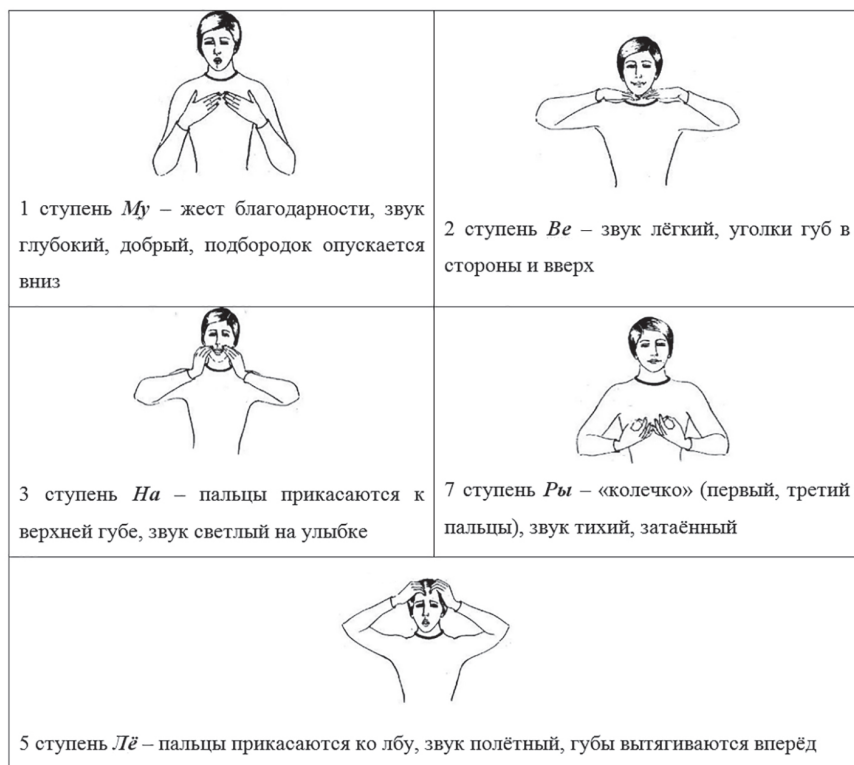 1 ступень Му – жест благодарности, звук
глубокий, добрый, подбородок опускается
вниз
2 ступень Ве – звук лёгкий, уголки губ в
стороны и вверх
3 ступень На – пальцы прикасаются к
верхней губе, звук светлый на улыбке
7 ступень Ры – «колечко» (первый, третий
пальцы), звук тихий, затаённый
5 ступень Лё – пальцы прикасаются ко лбу, звук полётный, губы вытягиваются вперёд